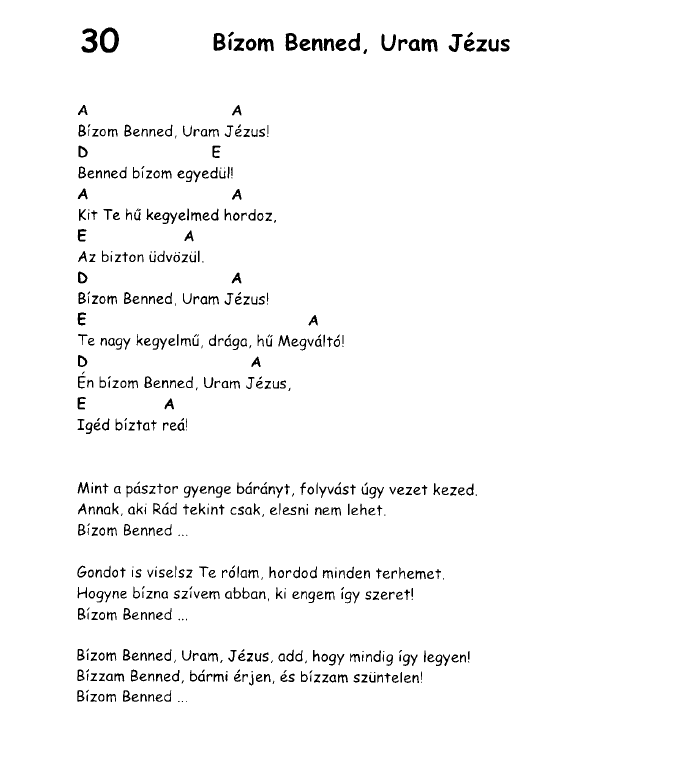 30 Bízom Benned, Uram Jézus
A A
Bízom Benned, Uram Jézus!
D E
Benned bízom egyedül!
A A
Kit Te hű kegyelmed hordoz,
E A
Az bizton üdvözül.
D A
Bízom Benned, Uram Jézus!
E A
Te nagy kegyelmű, drága, hű Megváltó!
D A
Én bízom Benned, Uram Jézus,
E A
Igéd bíztat reá!
Mint a pásztor gyenge bárányt, folyvást úgy vezet kezed.
Annak, aki Rád tekint csak, elesni nem lehet.
Bízom Benned ...
Gondot is viselsz Te rólam, hordod minden terhemet.
Hogyne bízna szívem abban, ki engem így szeret!
Bízom Benned ...
Bízom Benned, Uram, Jézus, add, hogy mindig így legyen!
Bízzam Benned, bármi érjen, és bízzam szüntelen!
Bízom Benned ...